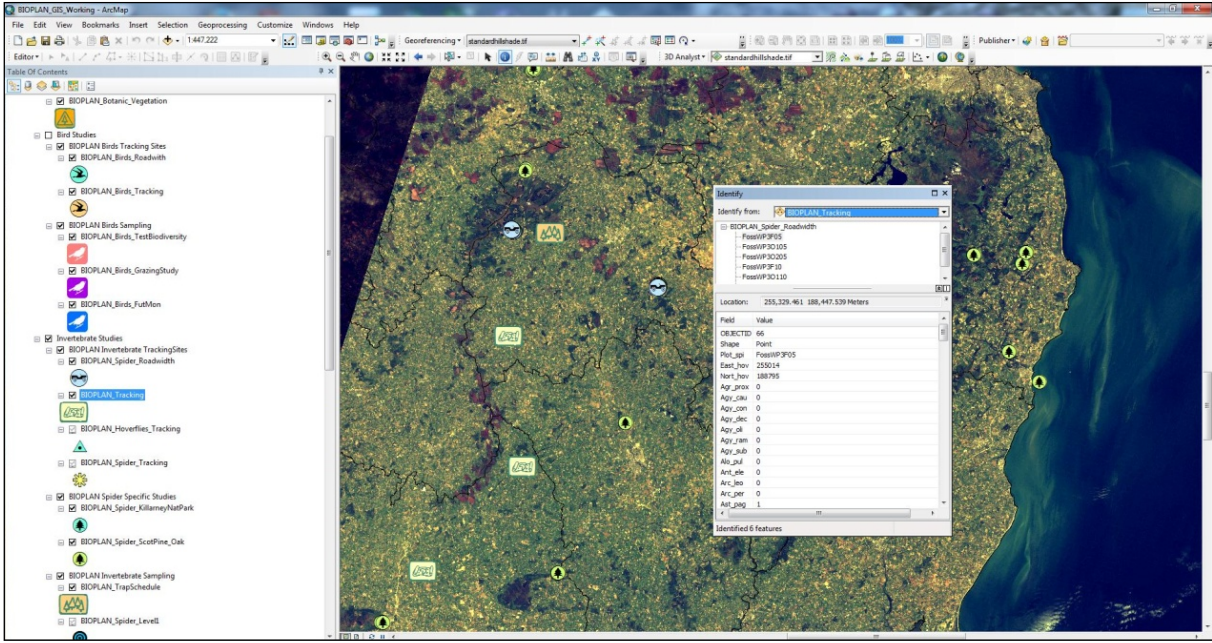 BIOPLAN_GIS_Working - ArcMap
File Edit View Bookmarks Insert Selection Geoprocessing Customize Windows Help
1:447,222 Georeferencing standardhillshade.tif Publisher
Editor 3D Analyst standardhillshade.tif
Table Of Contents
BIOPLAN_Botanic_Vegetation
Bird Studies
BIOPLAN Birds Tracking Sites
BIOPLAN_Birds_Roadwith
BIOPLAN_Birds_Tracking
BIOPLAN Birds Sampling
BIOPLAN_Birds_TestBiodiversity
BIOPLAN_Birds_GrazingStudy
BIOPLAN_Birds_FutMon
Invertebrate Studies
BIOPLAN Invertebrate TrackingSites
BIOPLAN_Spider_Roadwidth
BIOPLAN_Tracking
BIOPLAN_Hoverflies_Tracking
BIOPLAN_Spider_Tracking
BIOPLAN Spider Specific Studies
BIOPLAN_Spider_KillarneyNatPark
BIOPLAN_Spider_ScotPine_Oak
BIOPLAN Invertebrate Sampling
BIOPLAN_TrapSchedule
BIOPLAN_Spider_Level1
Identify
Identify from: BIOPLAN_Tracking
BIOPLAN_Spider_Roadwidth
FossWP3F05
FossWP3O105
FossWP3O205
FossWP3F10
FossWP3O110
Location: 255,329.461 188,447.539 Meters
Field Value
OBJECTID 66
Shape Point
Plot_spi FossWP3F05
East_hov 255014
Nort_hov 188795
Agr_prox 0
Agy_cau 0
Agy_con 0
Agy_dec 0
Agy_oli 0
Agy_ram 0
Agy_sub 0
Alo_pul 0
Ant_ele 0
Arc_leo 0
Arc_per 0
Ast_pag 1
Identified 6 features